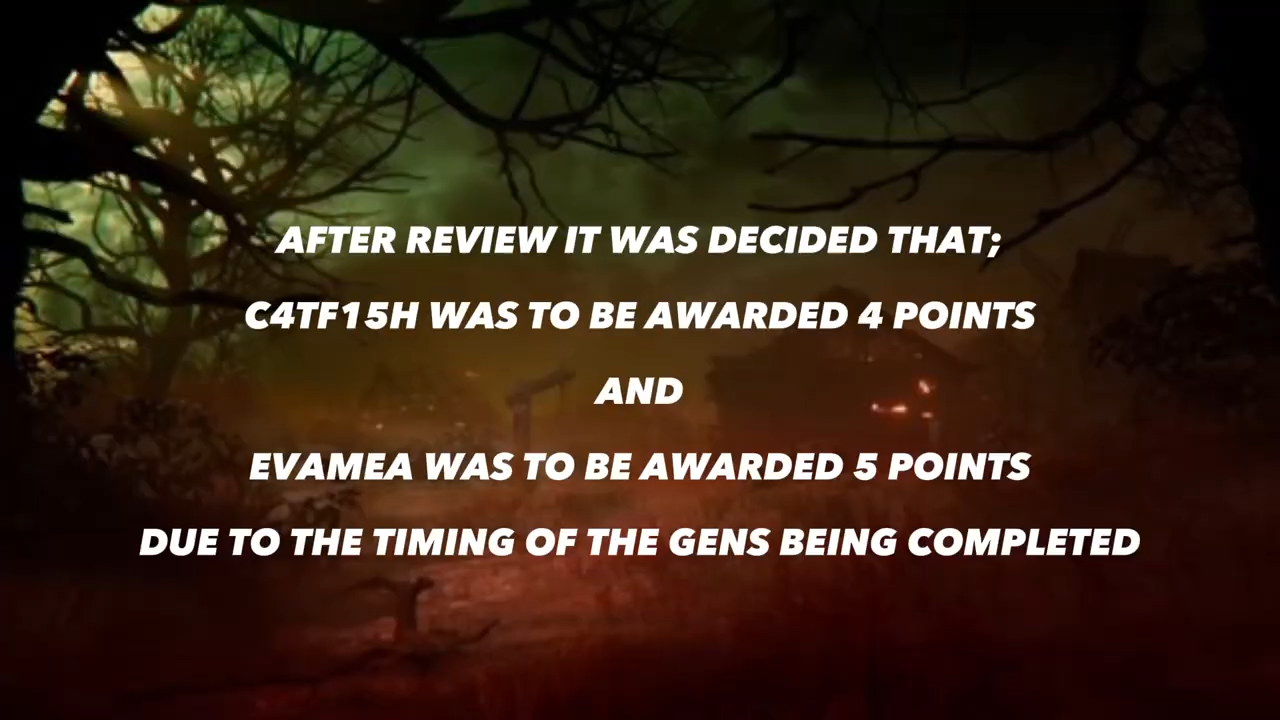 AFTER REVIEW IT WAS DECIDED THAT;
C4TF15H WAS TO BE AWARDED 4 POINTS
AND
EVAMEA WAS TO BE AWARDED 5 POINTS
DUE TO THE TIMING OF THE GENS BEING COMPLETED